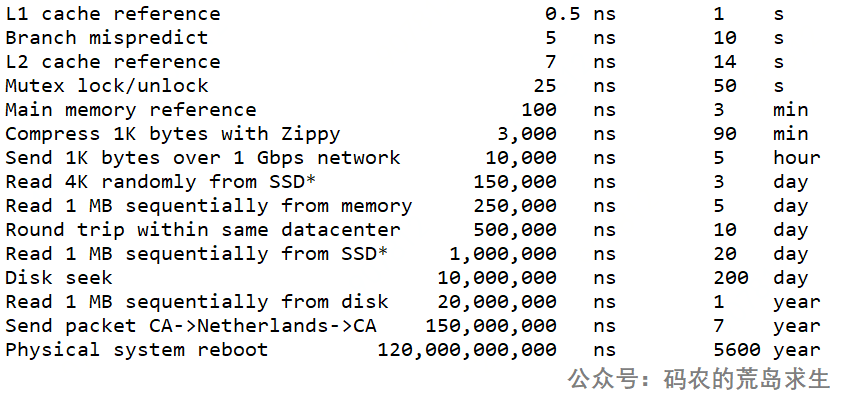 L1 cache reference 0.5 ns 1 s
Branch mispredict 5 ns 10 s
L2 cache reference 7 ns 14 s
Mutex lock/unlock 25 ns 50 s
Main memory reference 100 ns 3 min
Compress 1K bytes with Zippy 3,000 ns 90 min
Send 1K bytes over 1 Gbps network 10,000 ns 5 hour
Read 4K randomly from SSD* 150,000 ns 3 day
Read 1 MB sequentially from memory 250,000 ns 5 day
Round trip within same datacenter 500,000 ns 10 day
Read 1 MB sequentially from SSD* 1,000,000 ns 20 day
Disk seek 10,000,000 ns 200 day
Read 1 MB sequentially from disk 20,000,000 ns 1 year
Send packet CA->Netherlands->CA 150,000,000 ns 7 year
Physical system reboot 120,000,000,000 ns 5600 year
公众号：码农的荒岛求生